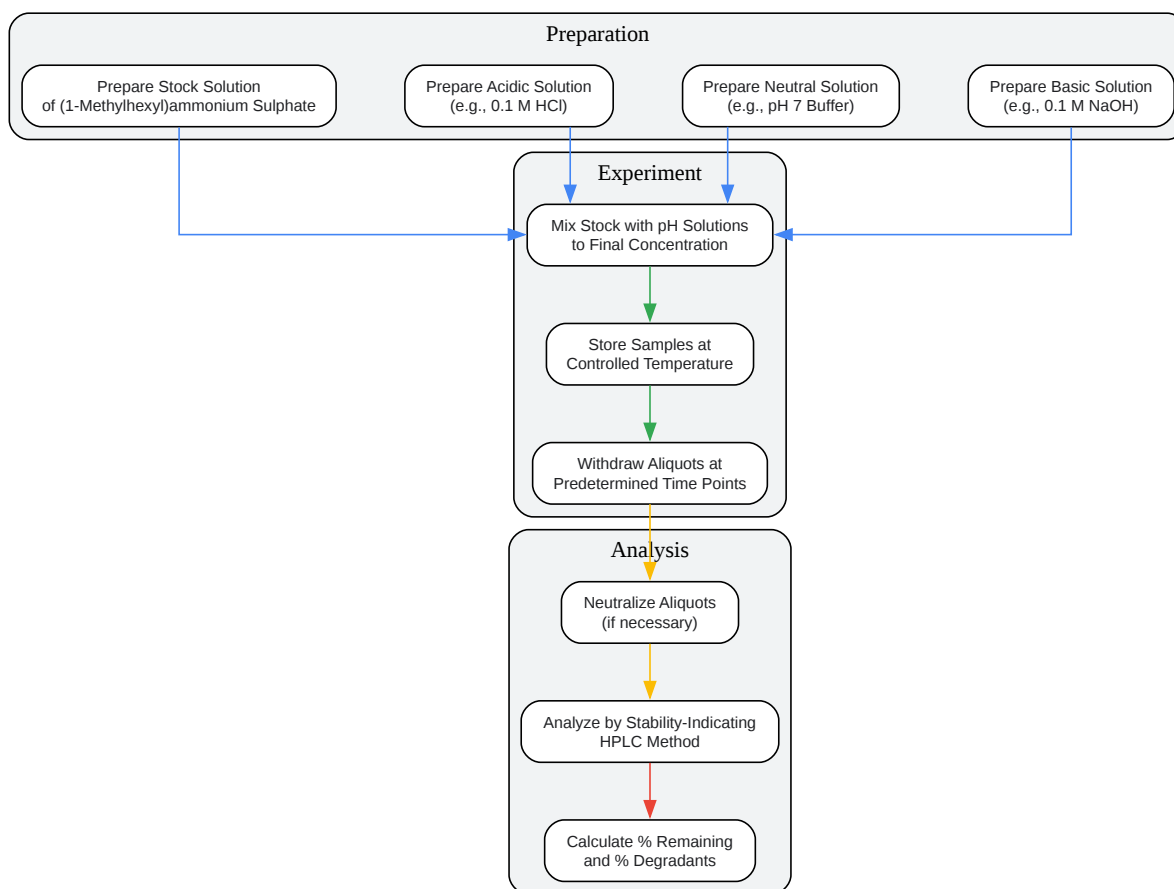 Preparation
Prepare Stock Solution
of (1-Methylhexyl)ammonium Sulphate
Prepare Acidic Solution
(e.g., 0.1 M HCl)
Prepare Neutral Solution
(e.g., pH 7 Buffer)
Prepare Basic Solution
(e.g., 0.1 M NaOH)
Experiment
Mix Stock with pH Solutions
to Final Concentration
Store Samples at
Controlled Temperature
Withdraw Aliquots at
Predetermined Time Points
Analysis
Neutralize Aliquots
(if necessary)
Analyze by Stability-Indicating
HPLC Method
Calculate % Remaining
and % Degradants